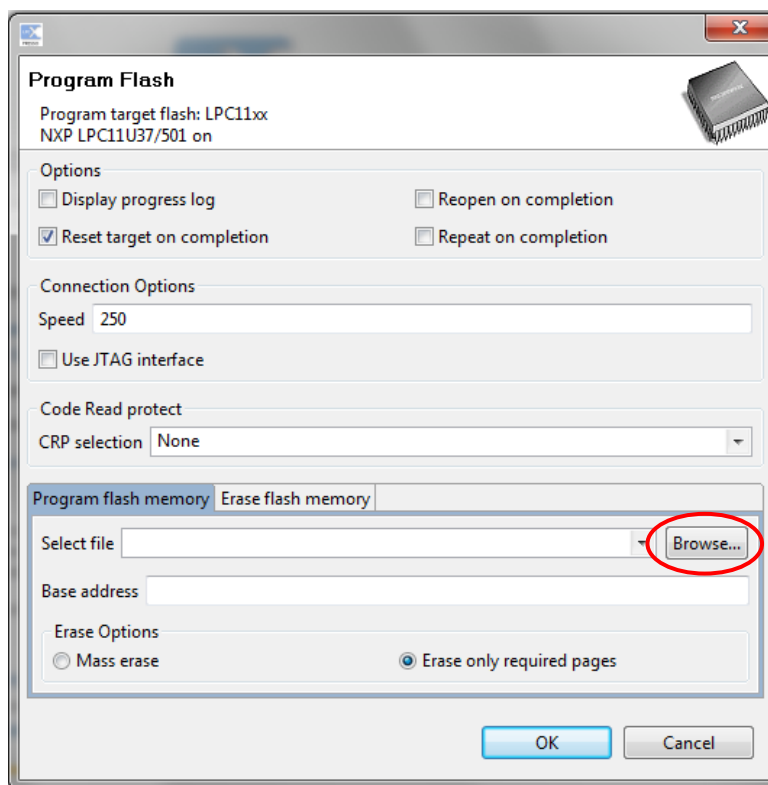 Program Flash
Program target flash: LPC11xx
NXP LPC11U37/501 on
Options
Display progress log
Reopen on completion
Reset target on completion
Repeat on completion
Connection Options
Speed 250
Use JTAG interface
Code Read protect
CRP selection None
Program flash memory Erase flash memory
Select file Browse...
Base address
Erase Options
Mass erase Erase only required pages
OK Cancel